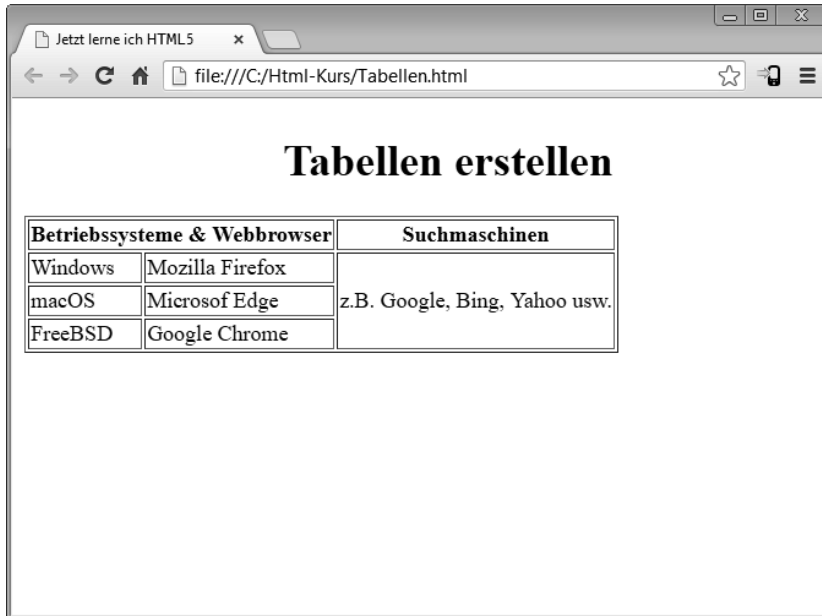 Jetzt lerne ich HTML5
file:///C:/Html-Kurs/Tabellen.html
Tabellen erstellen
Betriebssysteme & Webbrowser Suchmaschinen
Windows Mozilla Firefox
macOS Microsof Edge z.B. Google, Bing, Yahoo usw.
FreeBSD Google Chrome